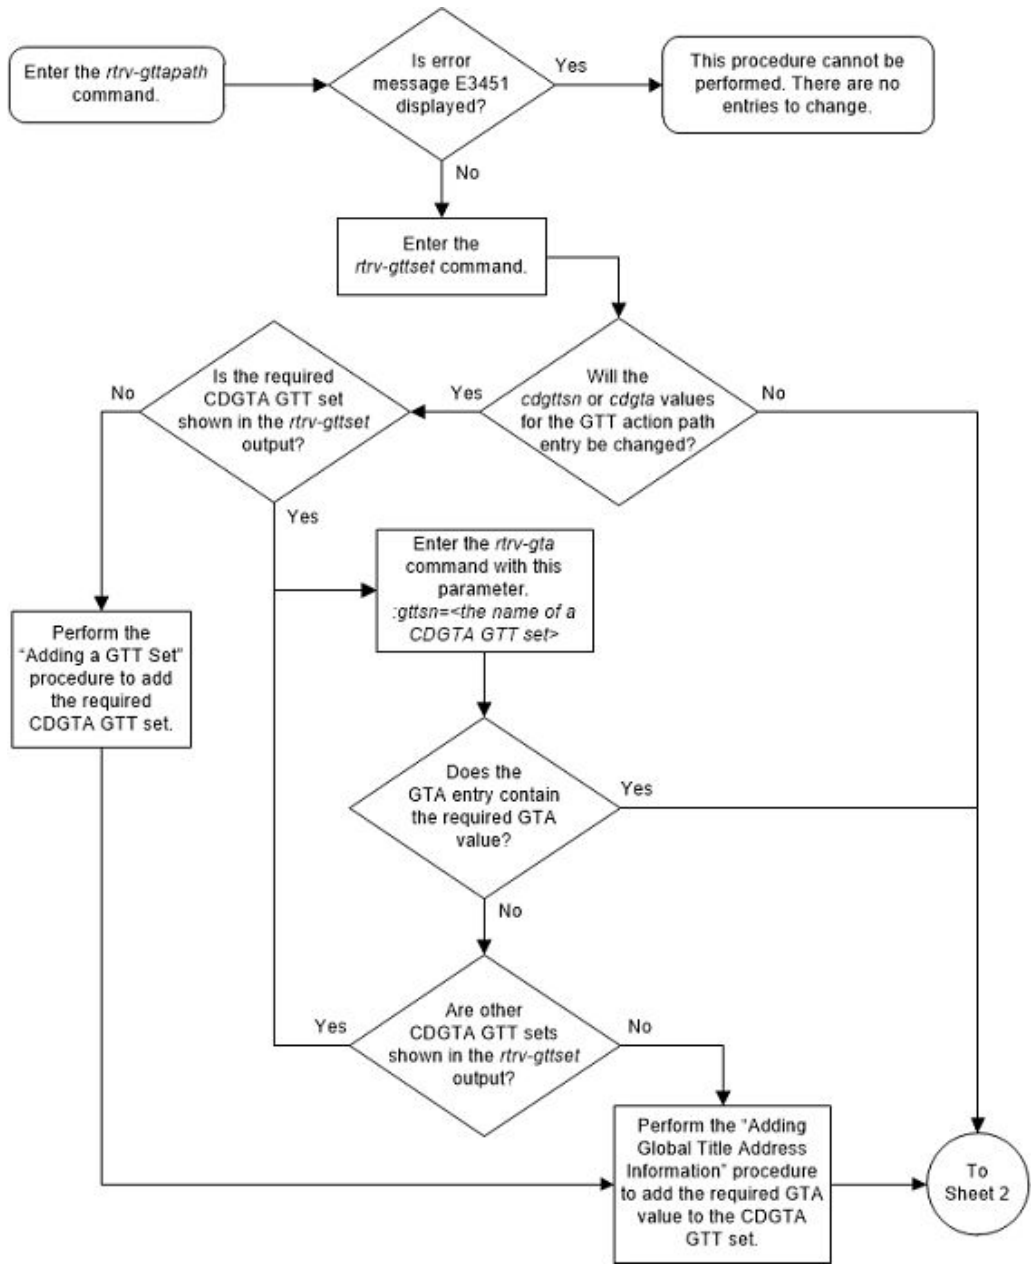 Enter the rtrv-gttapath
command.
Is error
message E3451
displayed?
Yes
This procedure cannot be
performed. There are no
entries to change.
No
Enter the
rtrv-gttset command.
Will the
cdgttsn or cdgta values
for the GTT action path
entry be changed?
Yes
No
Is the required
CDGTA GTT set
shown in the rtrv-gttset
output?
No
Yes
Enter the rtrv-gta
command with this
parameter.
:gttsn=<the name of a
CDGTA GTT set>
Perform the
“Adding a GTT Set”
procedure to add
the required
CDGTA GTT set.
Does the
GTA entry contain
the required GTA
value?
Yes
No
Are other
CDGTA GTT sets
shown in the rtrv-gttset
output?
Yes
No
Perform the “Adding
Global Title Address
Information” procedure
to add the required GTA
value to the CDGTA
GTT set.
To
Sheet 2